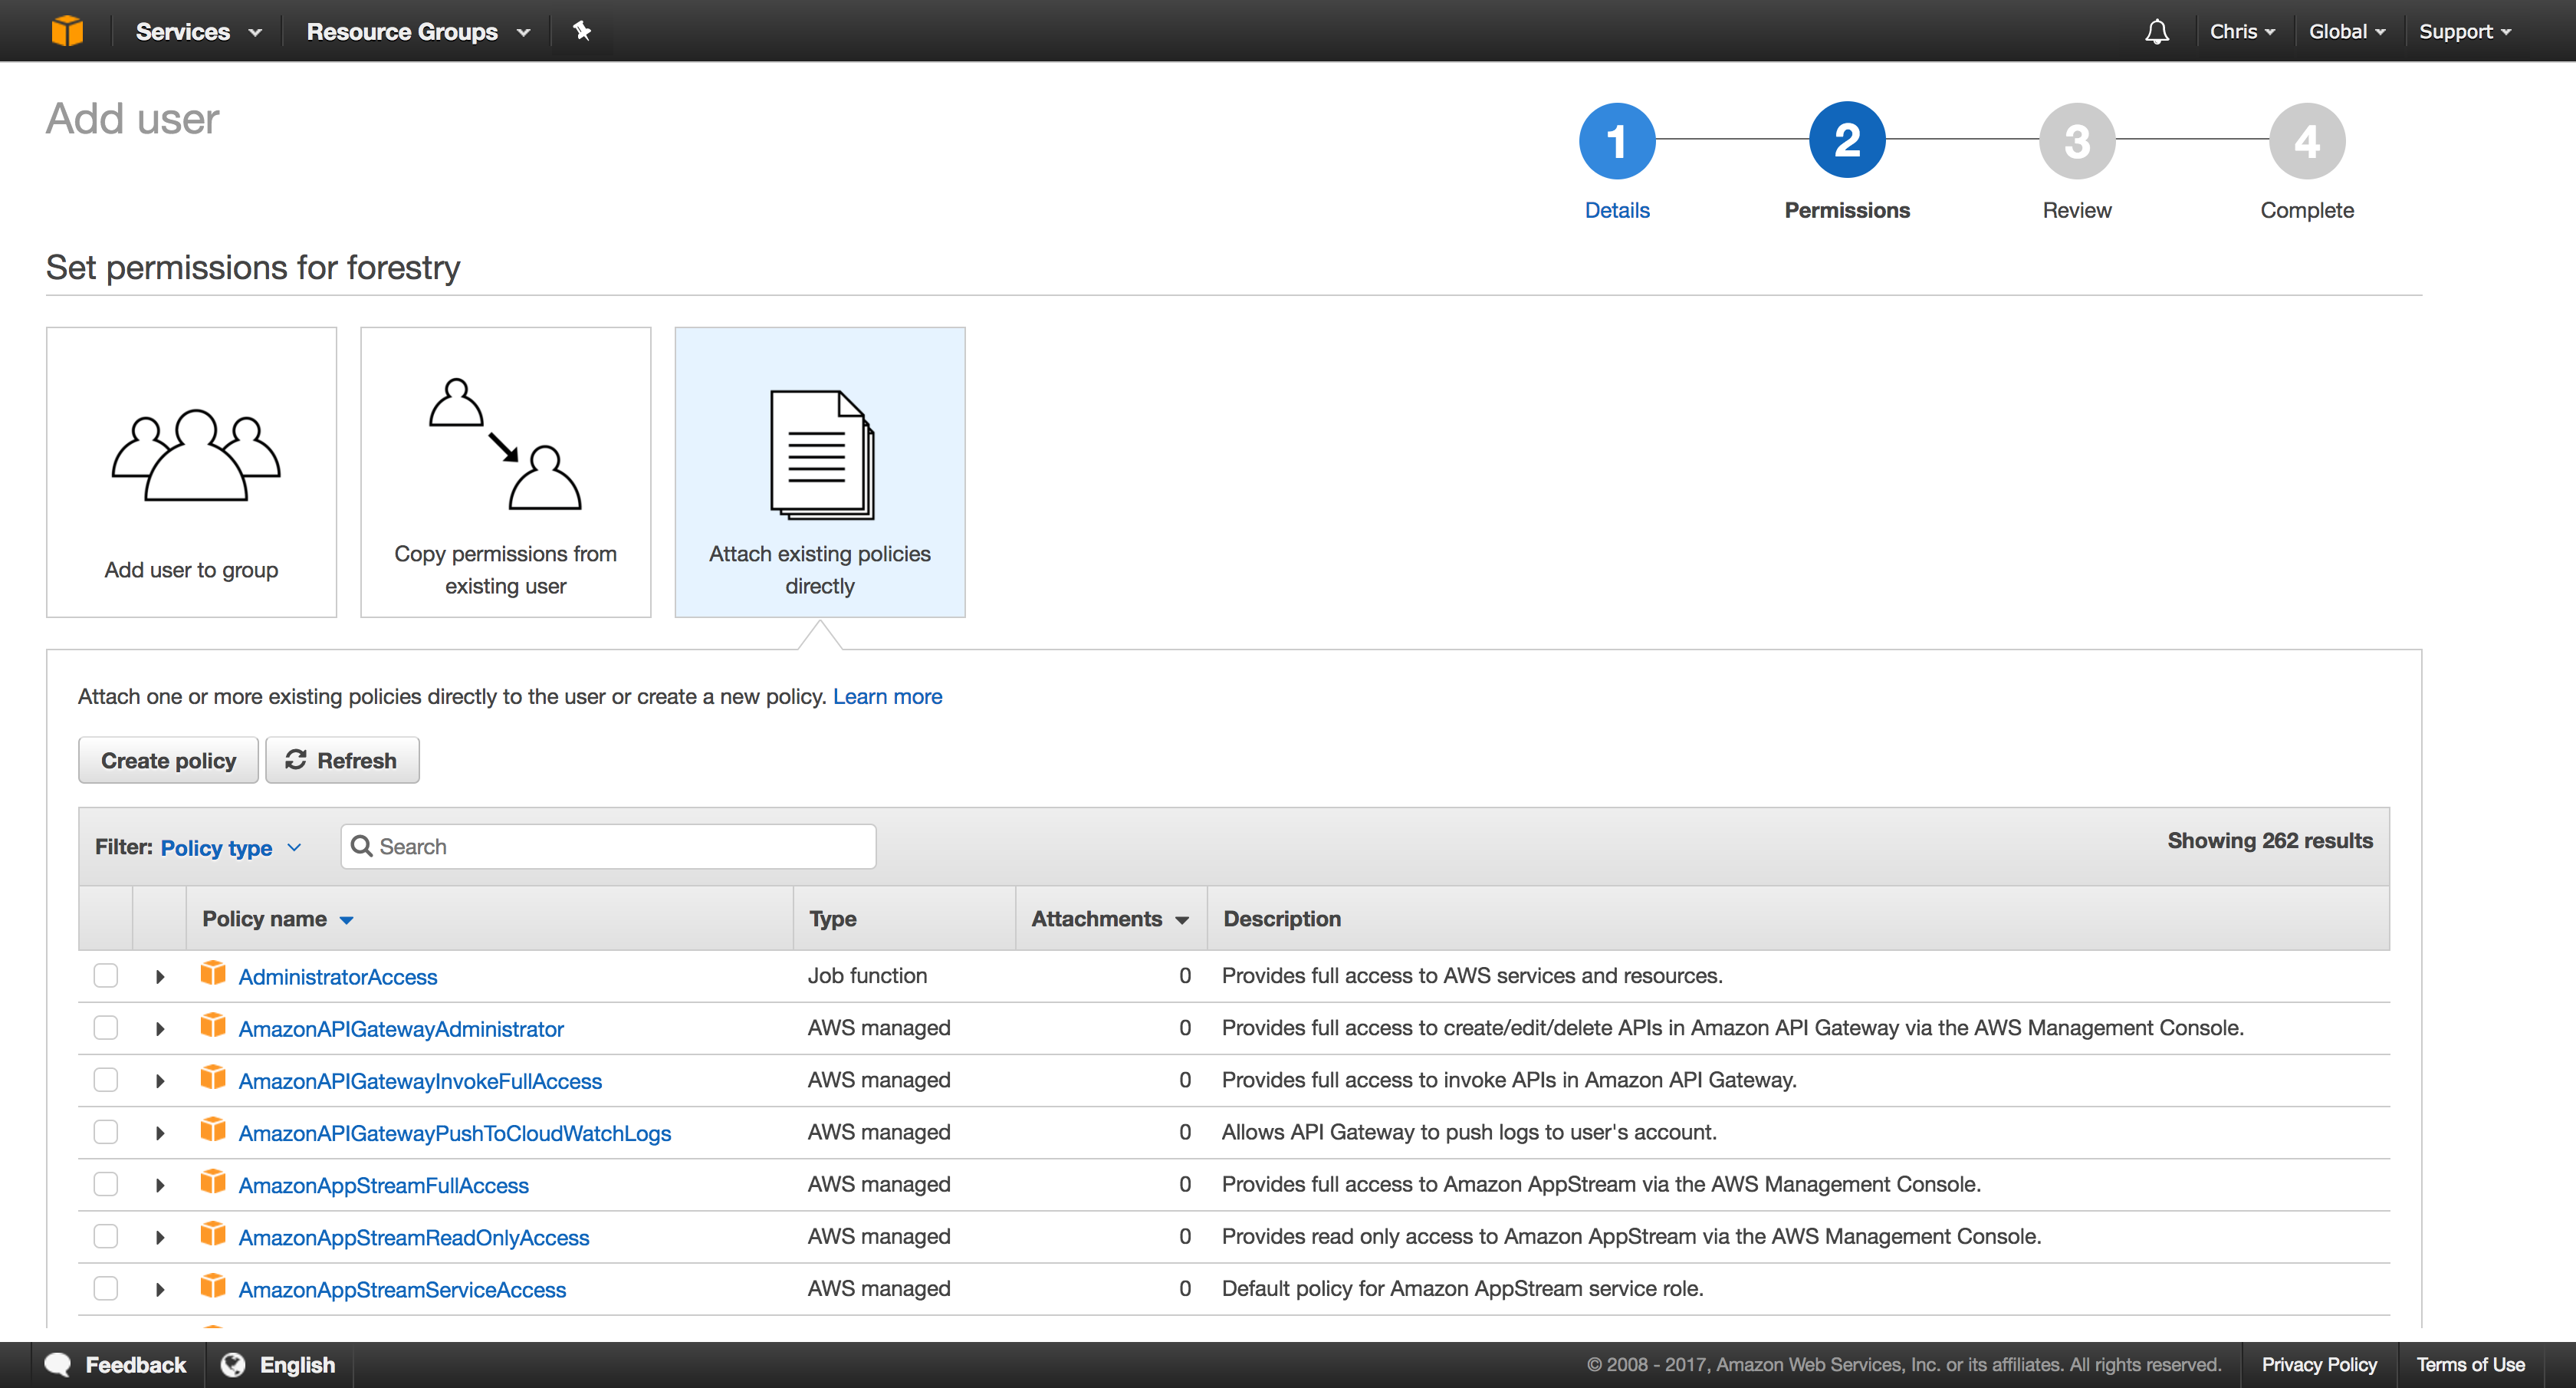 Services Resource Groups Chris Global Support
Add user
1 2 3 4
Details Permissions Review Complete
Set permissions for forestry
Add user to group
Copy permissions from
existing user
Attach existing policies
directly
Attach one or more existing policies directly to the user or create a new policy. Learn more
Create policy Refresh
Filter: Policy type Search Showing 262 results
Policy name Type Attachments Description
AdministratorAccess Job function 0 Provides full access to AWS services and resources.
AmazonAPIGatewayAdministrator AWS managed 0 Provides full access to create/edit/delete APIs in Amazon API Gateway via the AWS Management Console.
AmazonAPIGatewayInvokeFullAccess AWS managed 0 Provides full access to invoke APIs in Amazon API Gateway.
AmazonAPIGatewayPushToCloudWatchLogs AWS managed 0 Allows API Gateway to push logs to user's account.
AmazonAppStreamFullAccess AWS managed 0 Provides full access to Amazon AppStream via the AWS Management Console.
AmazonAppStreamReadOnlyAccess AWS managed 0 Provides read only access to Amazon AppStream via the AWS Management Console.
AmazonAppStreamServiceAccess AWS managed 0 Default policy for Amazon AppStream service role.
Feedback English © 2008 - 2017, Amazon Web Services, Inc. or its affiliates. All rights reserved. Privacy Policy Terms of Use